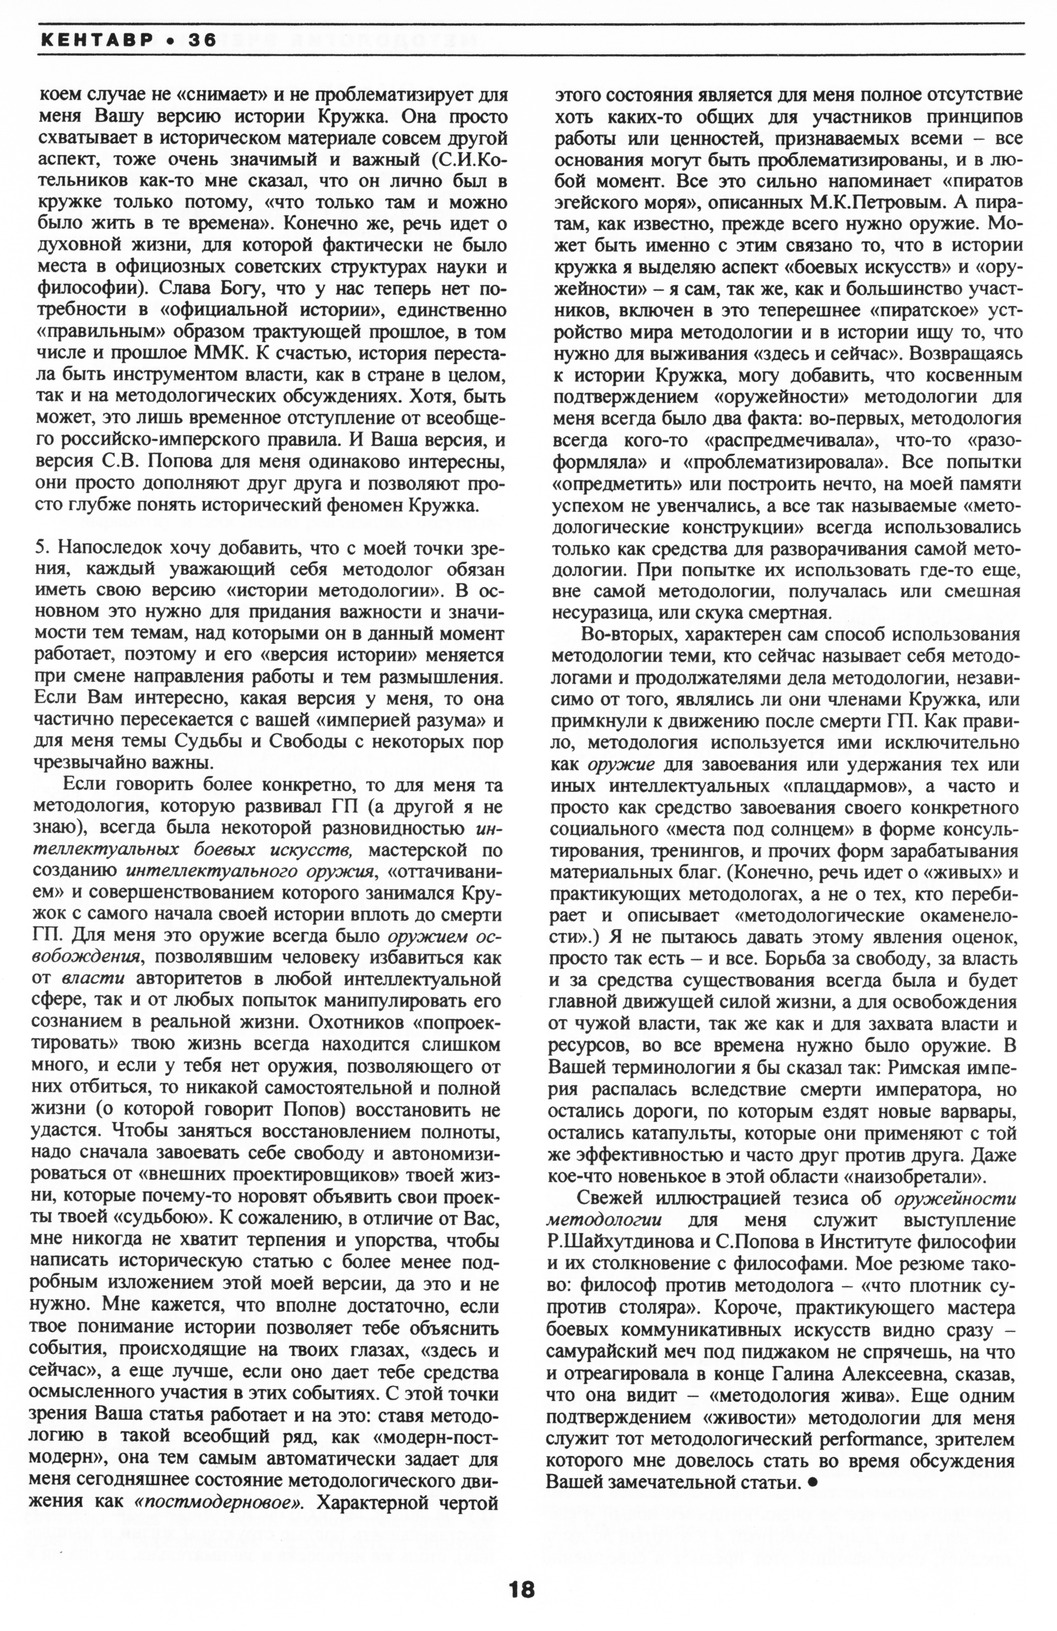 КЕНТАВР • 36
коем случае не «снимает» и не проблематизирует для
меня Вашу версию истории Кружка. Она просто
схватывает в историческом материале совсем другой
аспект, тоже очень значимый и важный (С.И.Ко-
тельников как-то мне сказал, что он лично был в
кружке только потому, «что только там и можно
было жить в те времена». Конечно же, речь идет о
духовной жизни, для которой фактически не было
места в официозных советских структурах науки и
философии). Слава Богу, что у нас теперь нет по-
требности в «официальной истории», единственно
«правильным» образом трактующей прошлое, в том
числе и прошлое ММК. К счастью, история переста-
ла быть инструментом власти, как в стране в целом,
так и на методологических обсуждениях. Хотя, быть
может, это лишь временное отступление от всеобще-
го российско-имперского правила. И Ваша версия, и
версия С.В. Попова для меня одинаково интересны,
они просто дополняют друг друга и позволяют про-
сто глубже понять исторический феномен Кружка.
5. Напоследок хочу добавить, что с моей точки зре-
ния, каждый уважающий себя методолог обязан
иметь свою версию «истории методологии». В ос-
новном это нужно для придания важности и значи-
мости тем темам, над которыми он в данный момент
работает, поэтому и его «версия истории» меняется
при смене направления работы и тем размышления.
Если Вам интересно, какая версия у меня, то она
частично пересекается с вашей «империей разума» и
для меня темы Судьбы и Свободы с некоторых пор
чрезвычайно важны.
Если говорить более конкретно, то для меня та
методология, которую развивал ГП (а другой я не
знаю), всегда была некоторой разновидностью ин-
теллектуальных боевых искусств, мастерской по
созданию интеллектуального оружия, «оттачивани-
ем» и совершенствованием которого занимался Кру-
жок с самого начала своей истории вплоть до смерти
ГП. Для меня это оружие всегда было оружием ос-
вобождения, позволявшим человеку избавиться как
от власти авторитетов в любой интеллектуальной
сфере, так и от любых попыток манипулировать его
сознанием в реальной жизни. Охотников «попроек-
тировать» твою жизнь всегда находится слишком
много, и если у тебя нет оружия, позволяющего от
них отбиться, то никакой самостоятельной и полной
жизни (о которой говорит Попов) восстановить не
удастся. Чтобы заняться восстановлением полноты,
надо сначала завоевать себе свободу и автономизи-
роваться от «внешних проектировщиков» твоей жиз-
ни, которые почему-то норовят объявить свои проек-
ты твоей «судьбою». К сожалению, в отличие от Вас,
мне никогда не хватит терпения и упорства, чтобы
написать историческую статью с более менее под-
робным изложением этой моей версии, да это и не
нужно. Мне кажется, что вполне достаточно, если
твое понимание истории позволяет тебе объяснить
события, происходящие на твоих глазах, «здесь и
сейчас», а еще лучше, если оно дает тебе средства
осмысленного участия в этих событиях. С этой точки
зрения Ваша статья работает и на это: ставя методо-
логию в такой всеобщий ряд, как «модерн-пост-
модерн», она тем самым автоматически задает для
меня сегодняшнее состояние методологического дви-
жения как «постмодерновое». Характерной чертой
этого состояния является для меня полное отсутствие
хоть каких-то общих для участников принципов
работы или ценностей, признаваемых всеми – все
основания могут быть проблематизированы, и в лю-
бой момент. Все это сильно напоминает «пиратов
эгейского моря», описанных М.К.Петровым. А пира-
там, как известно, прежде всего нужно оружие. Мо-
жет быть именно с этим связано то, что в истории
кружка я выделяю аспект «боевых искусств» и «ору-
жейности» – я сам, так же, как и большинство участ-
ников, включен в это теперешнее «пиратское» уст-
ройство мира методологии и в истории ищу то, что
нужно для выживания «здесь и сейчас». Возвращаясь
к истории Кружка, могу добавить, что косвенным
подтверждением «оружейности» методологии для
меня всегда было два факта: во-первых, методология
всегда кого-то «распредмечивала», что-то «разо-
формляла» и «проблематизировала». Все попытки
«опредметить» или построить нечто, на моей памяти
успехом не увенчались, а все так называемые «мето-
дологические конструкции» всегда использовались
только как средства для разворачивания самой мето-
дологии. При попытке их использовать где-то еще,
вне самой методологии, получалась или смешная
несуразица, или скука смертная.
Во-вторых, характерен сам способ использования
методологии теми, кто сейчас называет себя методо-
логами и продолжателями дела методологии, незави-
симо от того, являлись ли они членами Кружка, или
примкнули к движению после смерти ГП. Как прави-
ло, методология используется ими исключительно
как оружие для завоевания или удержания тех или
иных интеллектуальных «плацдармов», а часто и
просто как средство завоевания своего конкретного
социального «места под солнцем» в форме консуль-
тирования, тренингов, и прочих форм зарабатывания
материальных благ. (Конечно, речь идет о «живых» и
практикующих методологах, а не о тех, кто переби-
рает и описывает «методологические окаменело-
сти».) Я не пытаюсь давать этому явления оценок,
просто так есть – и все. Борьба за свободу, за власть
и за средства существования всегда была и будет
главной движущей силой жизни, а для освобождения
от чужой власти, так же как и для захвата власти и
ресурсов, во все времена нужно было оружие. В
Вашей терминологии я бы сказал так: Римская импе-
рия распалась вследствие смерти императора, но
остались дороги, по которым ездят новые варвары,
остались катапульты, которые они применяют с той
же эффективностью и часто друг против друга. Даже
кое-что новенькое в этой области «наизобретали».
Свежей иллюстрацией тезиса об оружейности
методологии для меня служит выступление
Р.Шайхутдинова и С.Попова в Институте философии
и их столкновение с философами. Мое резюме тако-
во: философ против методолога – «что плотник су-
против столяра». Короче, практикующего мастера
боевых коммуникативных искусств видно сразу –
самурайский меч под пиджаком не спрячешь, на что
и отреагировала в конце Галина Алексеевна, сказав,
что она видит – «методология жива». Еще одним
подтверждением «живости» методологии для меня
служит тот методологический performance, зрителем
которого мне довелось стать во время обсуждения
Вашей замечательной статьи. •
18